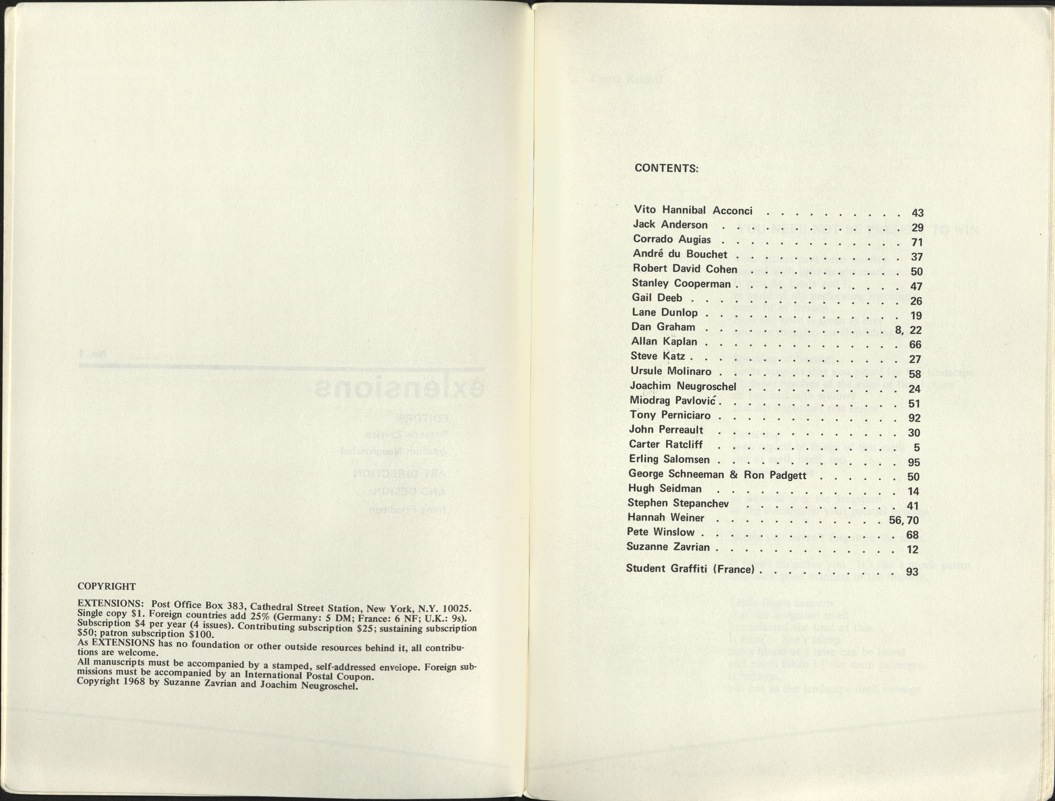 COPYRIGHT
EXTENSIONS: Post Office Box 383, Cathedral Street Station, New York, N.Y. 10025.
Single copy $1. Foreign countries add 25% (Germany: 5 DM; France: 6 NF; U.K.: 9s).
Subscription $4 per year (4 issues). Contributing subscription $25; sustaining subscription
$50; patron subscription $100.
As EXTENSIONS has no foundation or other outside resources behind it, all contribu-
tions are welcome.
All manuscripts must be accompanied by a stamped, self-addressed envelope. Foreign sub-
missions must be accompanied by an International Postal Coupon.
Copyright 1968 by Suzanne Zavrian and Joachim Neugroschel.
CONTENTS:
Vito Hannibal Acconci . . . . . . . . . . 43
Jack Anderson . . . . . . . . . . . . . 29
Corrado Augias . . . . . . . . . . . . . 71
André du Bouchet . . . . . . . . . . . . 37
Robert David Cohen . . . . . . . . . . . 50
Stanley Cooperman . . . . . . . . . . . . 47
Gail Deeb . . . . . . . . . . . . . . . 26
Lane Dunlop . . . . . . . . . . . . . . 19
Dan Graham . . . . . . . . . . . . . 8, 22
Allan Kaplan . . . . . . . . . . . . . . 66
Steve Katz . . . . . . . . . . . . . . . 27
Ursule Molinaro . . . . . . . . . . . . . 58
Joachim Neugroschel . . . . . . . . . . . 24
Miodrag Pavlović . . . . . . . . . . . . . 51
Tony Perniciaro . . . . . . . . . . . . . 92
John Perreault . . . . . . . . . . . . . 30
Carter Ratcliff . . . . . . . . . . . . . 5
Erling Salomsen . . . . . . . . . . . . . 95
George Schneeman & Ron Padgett . . . . . . 50
Hugh Seidman . . . . . . . . . . . . . 14
Stephen Stepanchev . . . . . . . . . . . 41
Hannah Weiner . . . . . . . . . . . . 56, 70
Pete Winslow . . . . . . . . . . . . . . 68
Suzanne Zavrian . . . . . . . . . . . . . 12
Student Graffiti (France) . . . . . . . . . . 93